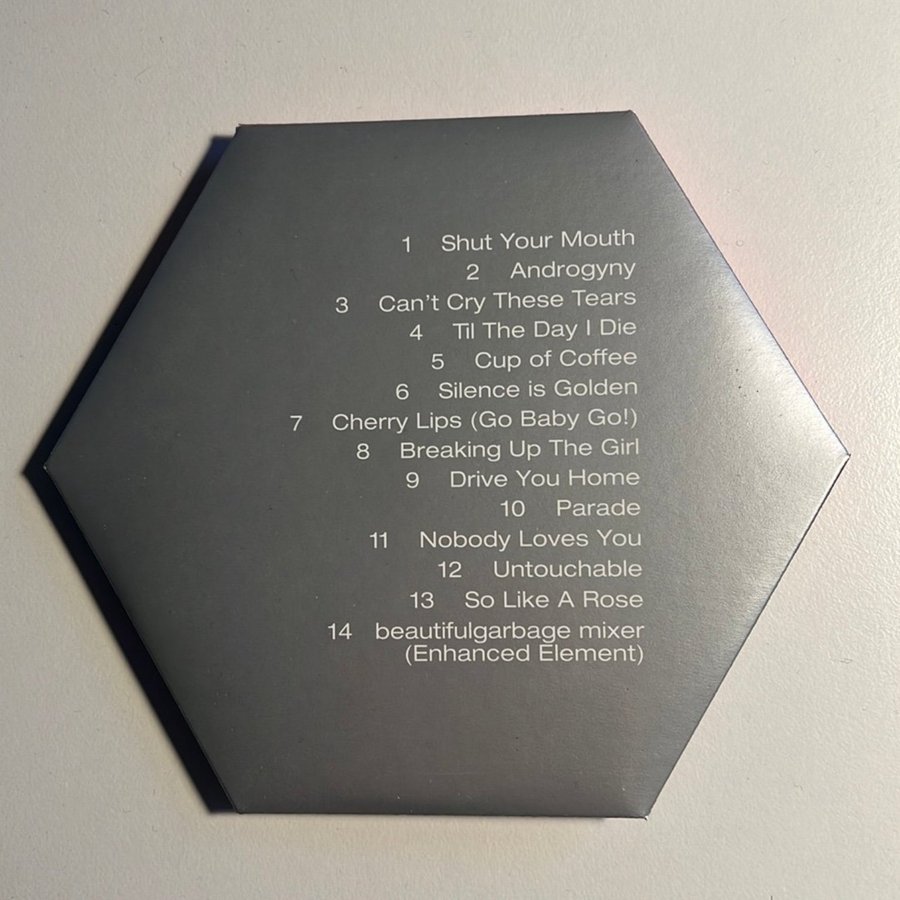 1 Shut Your Mouth
2 Androgyny
3 Can't Cry These Tears
4 Til The Day I Die
5 Cup of Coffee
6 Silence is Golden
7 Cherry Lips (Go Baby Go!)
8 Breaking Up The Girl
9 Drive You Home
10 Parade
11 Nobody Loves You
12 Untouchable
13 So Like A Rose
14 beautifulgarbage mixer
(Enhanced Element)